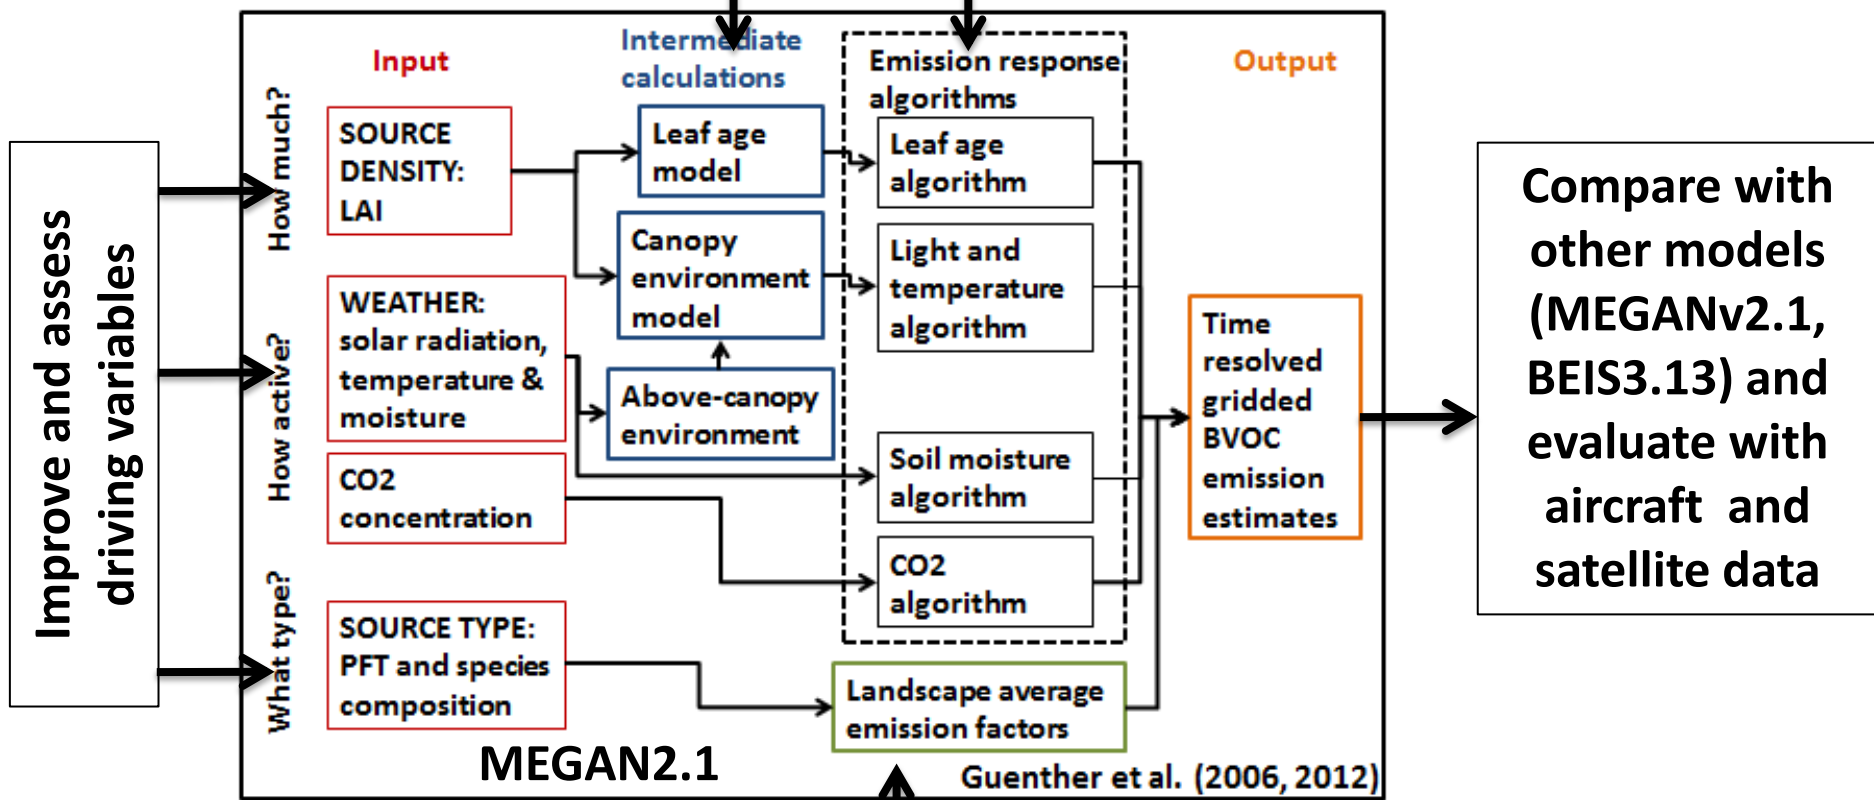 Improve and assess
driving variables
How much?
How active?
What type?
Input
SOURCE
DENSITY:
LAI
WEATHER:
solar radiation,
temperature &
moisture
CO2
concentration
SOURCE TYPE:
PFT and species
composition
Intermediate
calculations
Leaf age
model
Canopy
environment
model
Above-canopy
environment
Emission response
algorithms
Leaf age
algorithm
Light and
temperature
algorithm
Soil moisture
algorithm
CO2
algorithm
Landscape average
emission factors
Output
Time
resolved
gridded
BVOC
emission
estimates
MEGAN2.1
Guenther et al. (2006, 2012)
Compare with
other models
(MEGANv2.1,
BEIS3.13) and
evaluate with
aircraft and
satellite data